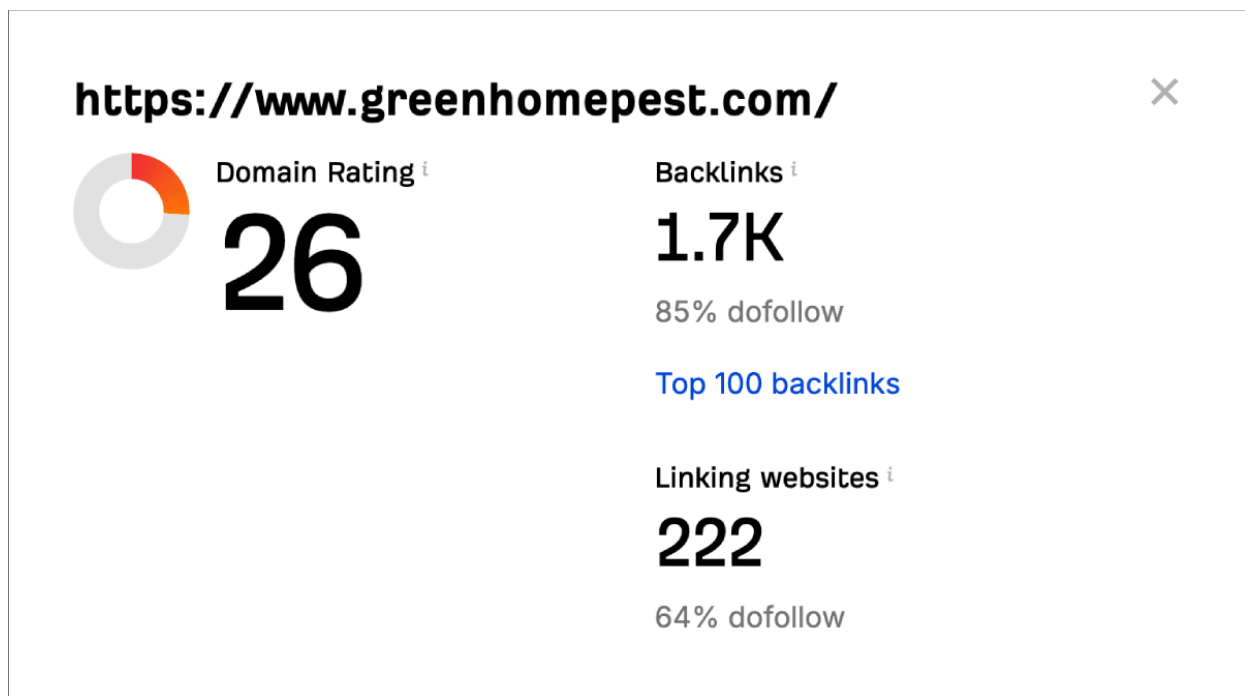 https://www.greenhomepest.com/
Domain Rating i
26
Backlinks i
1.7K
85% dofollow
Top 100 backlinks
Linking websites i
222
64% dofollow